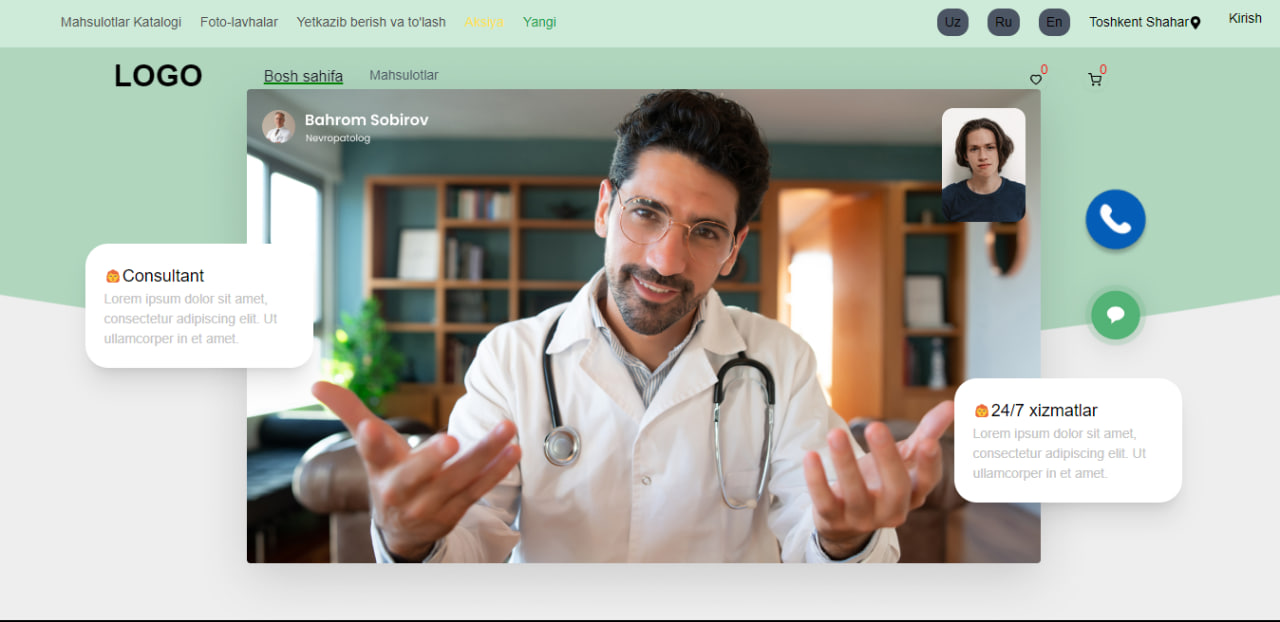 Mahsulotlar Katalogi Foto-lavhalar Yetkazib berish va to'lash Aksiya Yangi Uz Ru En Toshkent Shahar Kirish
LOGO Bosh sahifa Mahsulotlar 0 0
Bahrom Sobirov
Nevropatolog
Consultant
Lorem ipsum dolor sit amet,
consectetur adipiscing elit. Ut
ullamcorper in et amet.
24/7 xizmatlar
Lorem ipsum dolor sit amet,
consectetur adipiscing elit. Ut
ullamcorper in et amet.